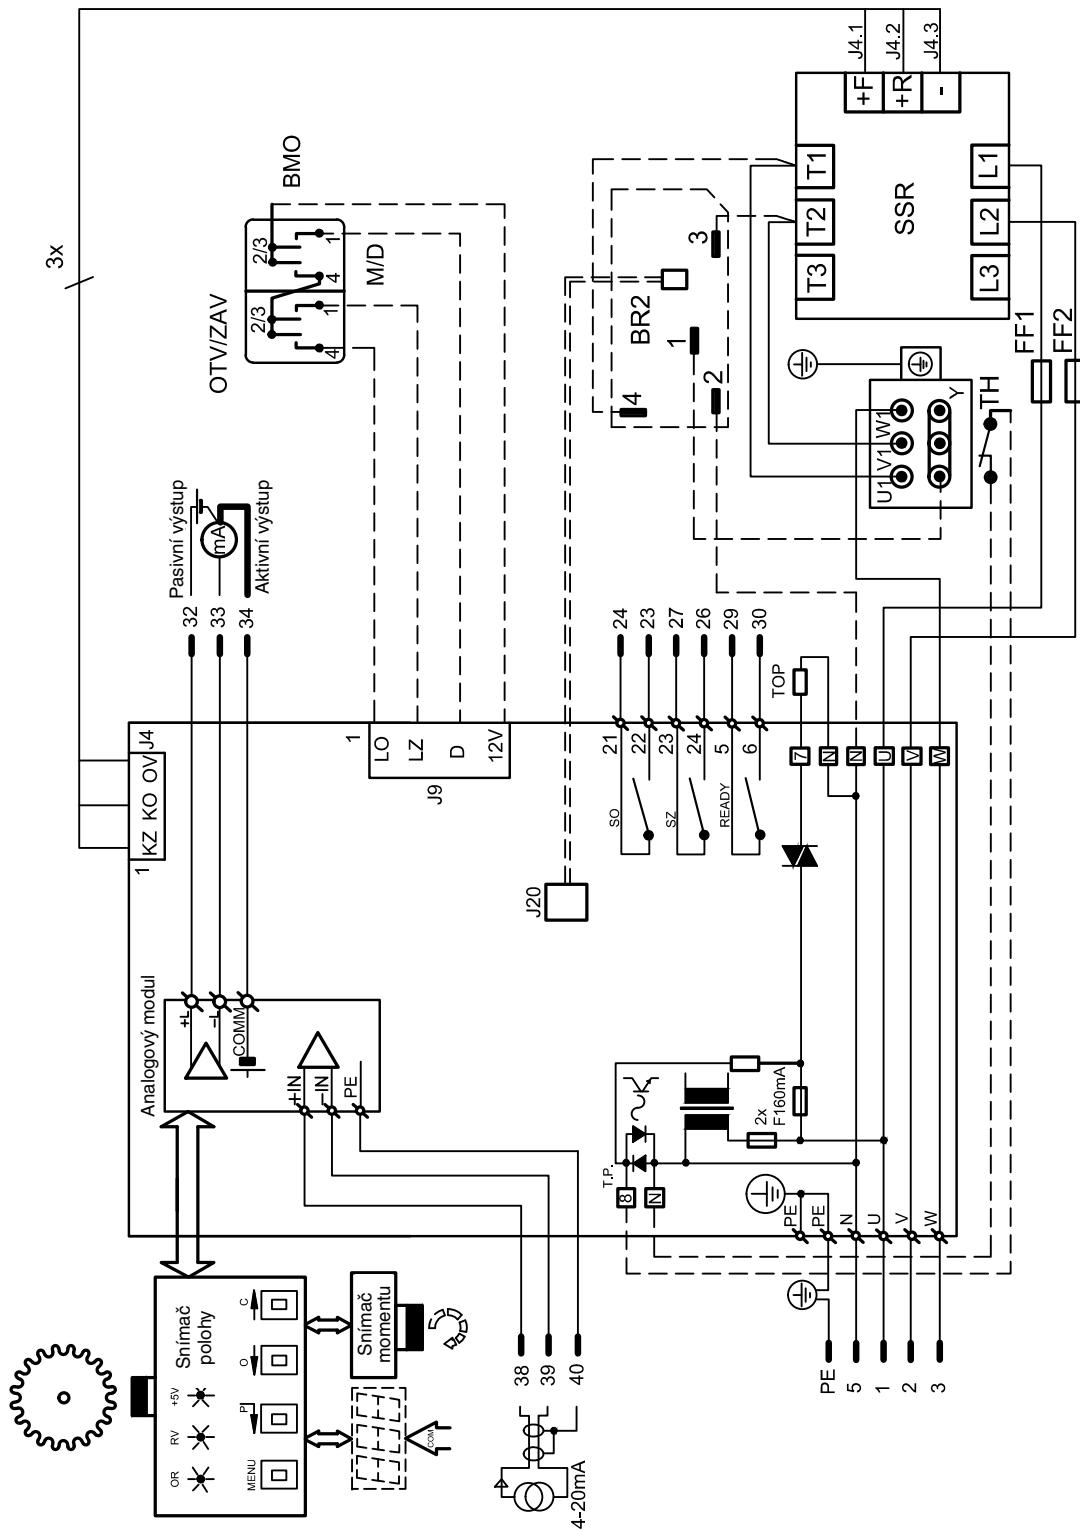 3x
BMO
OTV/ZAV
M/D
2/3
2/3
1
4
1
4
J4.1
J4.2
J4.3
+F
+R
-
T1
T2
T3
SSR
L1
L2
L3
FF1
FF2
BR2
1
2
3
4
U1
V1
W1
Y
TH
Pasivní výstup
mA
Aktivní výstup
32
33
34
J4
1
KZ
KO
OV
1
LO
LZ
D
12V
J9
J20
24
23
27
26
29
30
21
22
23
24
5
6
SO
SZ
READY
TOP
7
N
N
U
V
W
Analogový modul
+L
-L
COMM
+IN
-IN
PE
T.P.
8
N
2x
F160mA
PE
PE
N
U
V
W
PE
5
1
2
3
Snímač
polohy
+5V
RV
OR
MENU
P
O
C
Snímač
momentu
COM
38
39
40
4-20mA